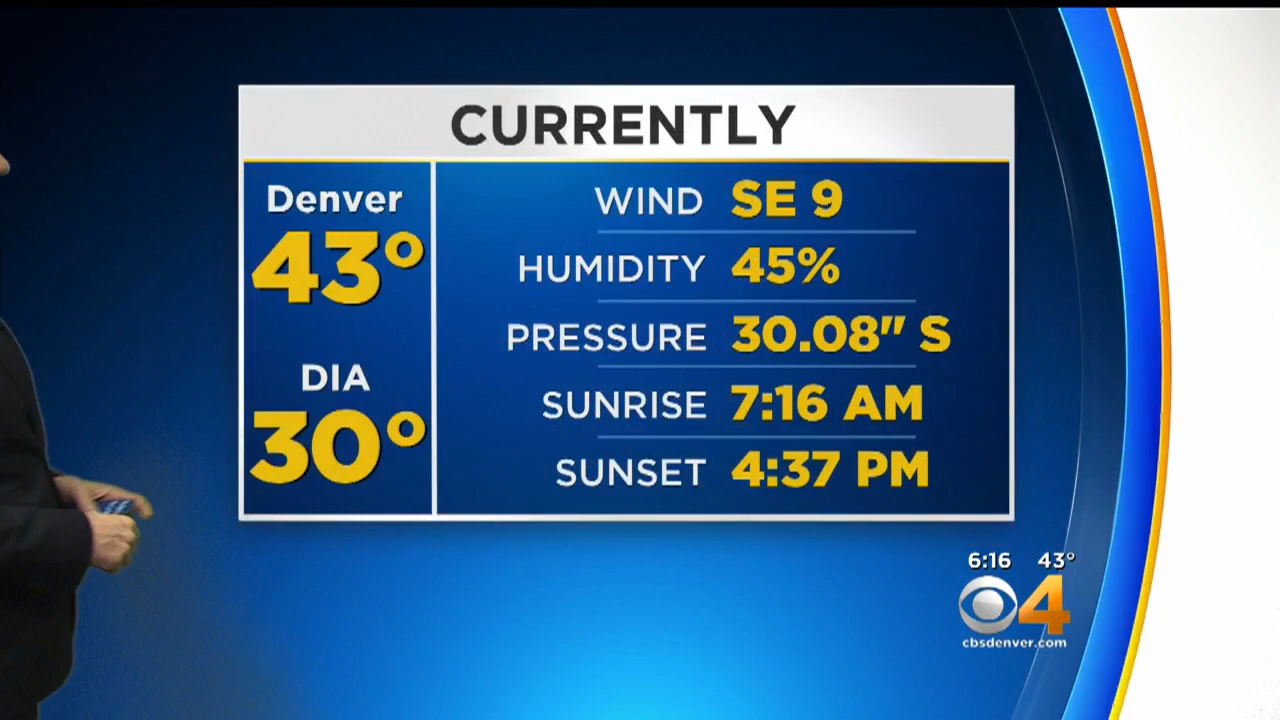 CURRENTLY
Denver
43°
DIA
30°
WIND SE 9
HUMIDITY 45%
PRESSURE 30.08" S
SUNRISE 7:16 AM
SUNSET 4:37 PM
6:16 43°
4
cbsdenver.com